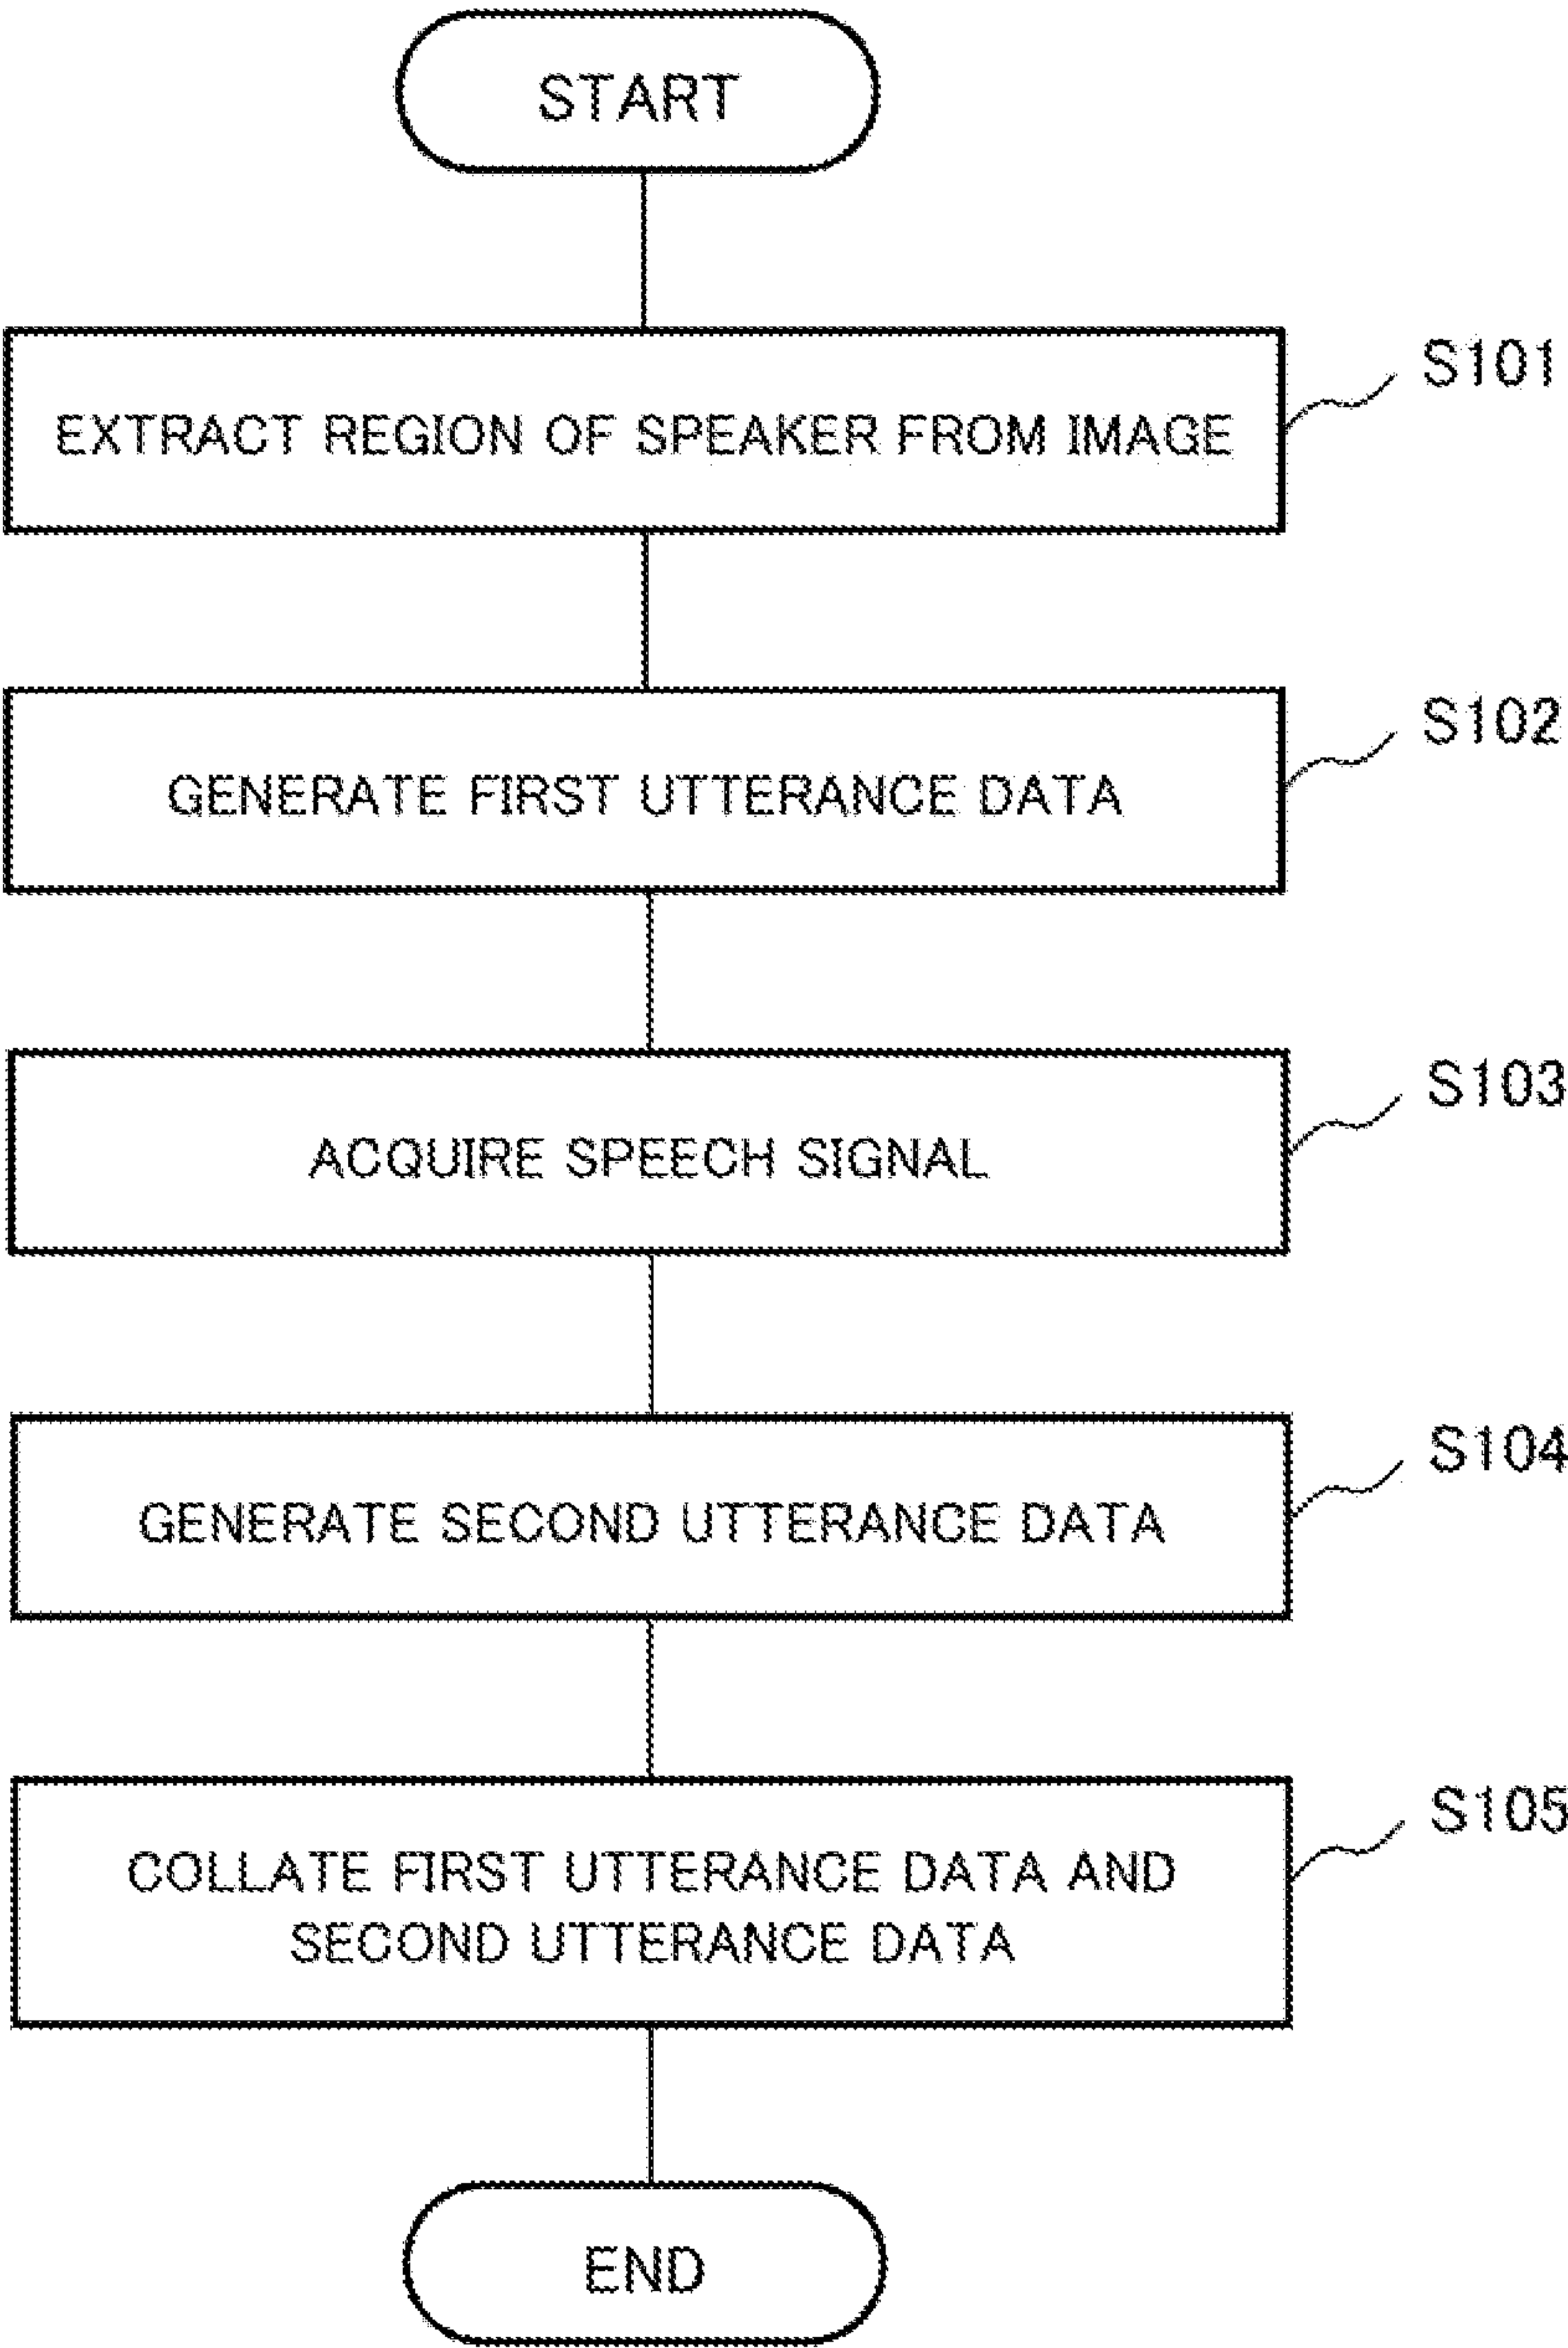 START
S101
EXTRACT REGION OF SPEAKER FROM IMAGE
S102
GENERATE FIRST UTTERANCE DATA
S103
ACQUIRE SPEECH SIGNAL
S104
GENERATE SECOND UTTERANCE DATA
S105
COLLATE FIRST UTTERANCE DATA AND
SECOND UTTERANCE DATA
END